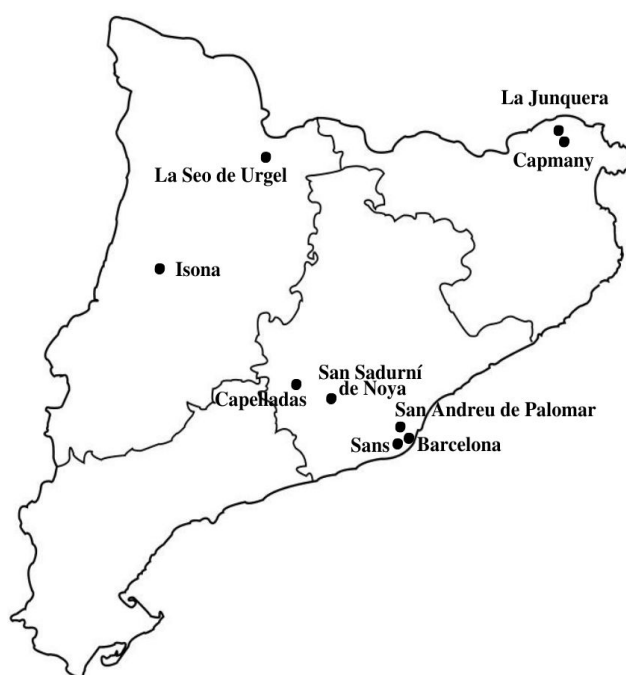 La Junquera
Capmany
La Seo de Urgel
Isona
San Sadurní
de Noya
Capelladas
San Andreu de Palomar
Sans
Barcelona